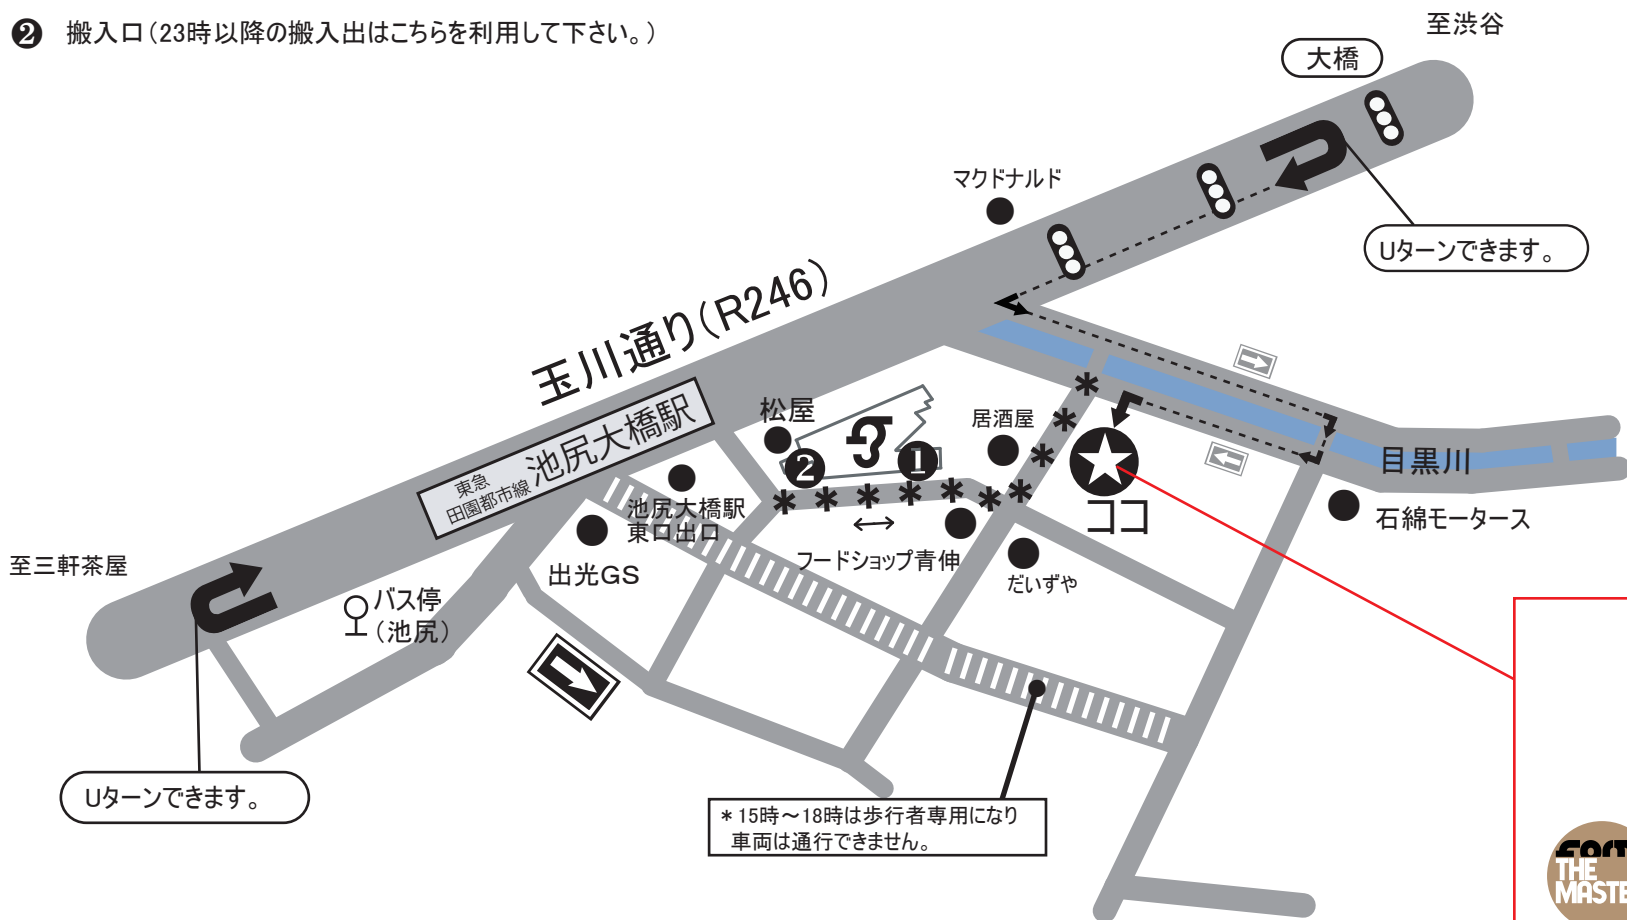 ❷ 搬入口（23時以降の搬入出はこちらを利用して下さい。）
至渋谷
大橋
マクドナルド
Uターンできます。
玉川通り（R246）
松屋
居酒屋
東急
田園都市線
池尻大橋駅
❷
❶
目黒川
池尻大橋駅
東口出口
ココ
石綿モータース
至三軒茶屋
出光GS
フードショップ青伸
だいずや
バス停
（池尻）
Uターンできます。
＊15時～18時は歩行者専用になり
車両は通行できません。
THE
MASTE